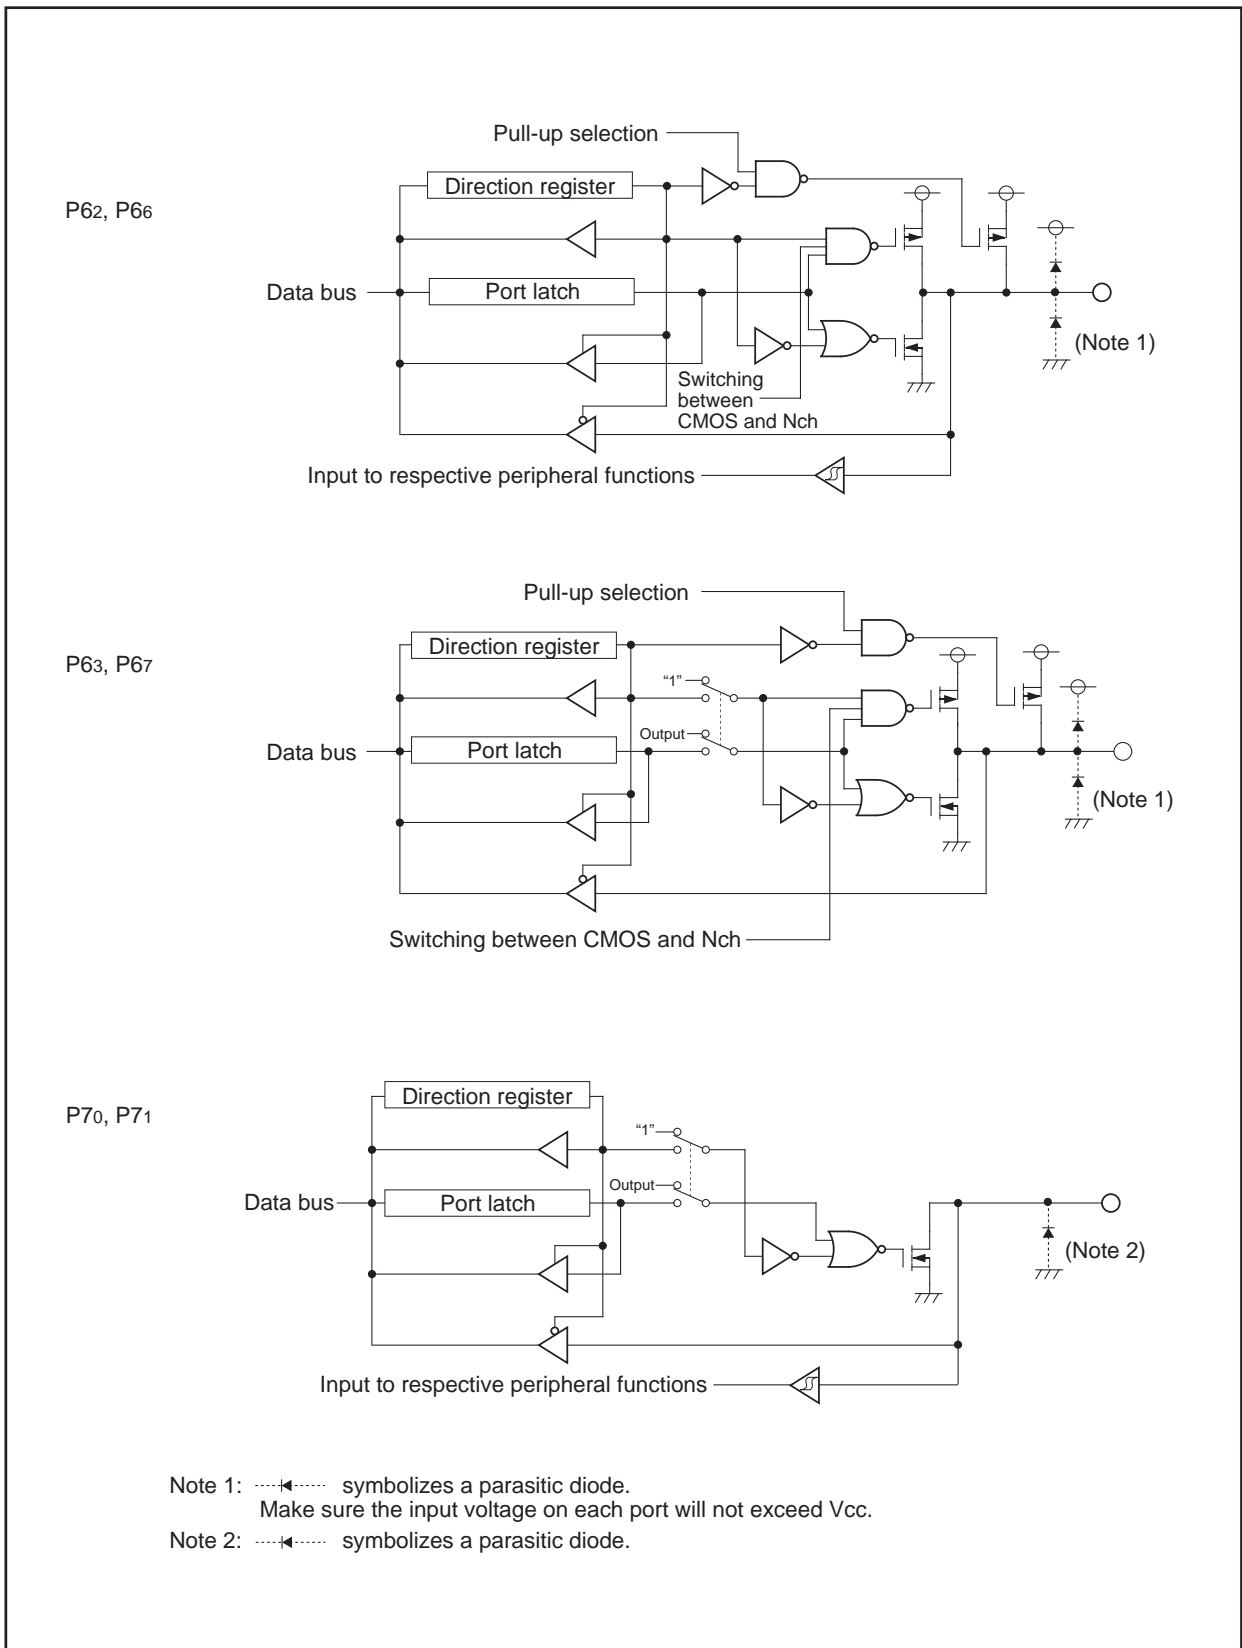 Pull-up selection
Direction register
P62, P66
Data bus
Port latch
(Note 1)
Switching
between
CMOS and Nch
Input to respective peripheral functions
Pull-up selection
Direction register
P63, P67
“1”
Output
Data bus
Port latch
(Note 1)
Switching between CMOS and Nch
Direction register
P70, P71
“1”
Output
Data bus
Port latch
(Note 2)
Input to respective peripheral functions
Note 1: symbolizes a parasitic diode.
Make sure the input voltage on each port will not exceed Vcc.
Note 2: symbolizes a parasitic diode.